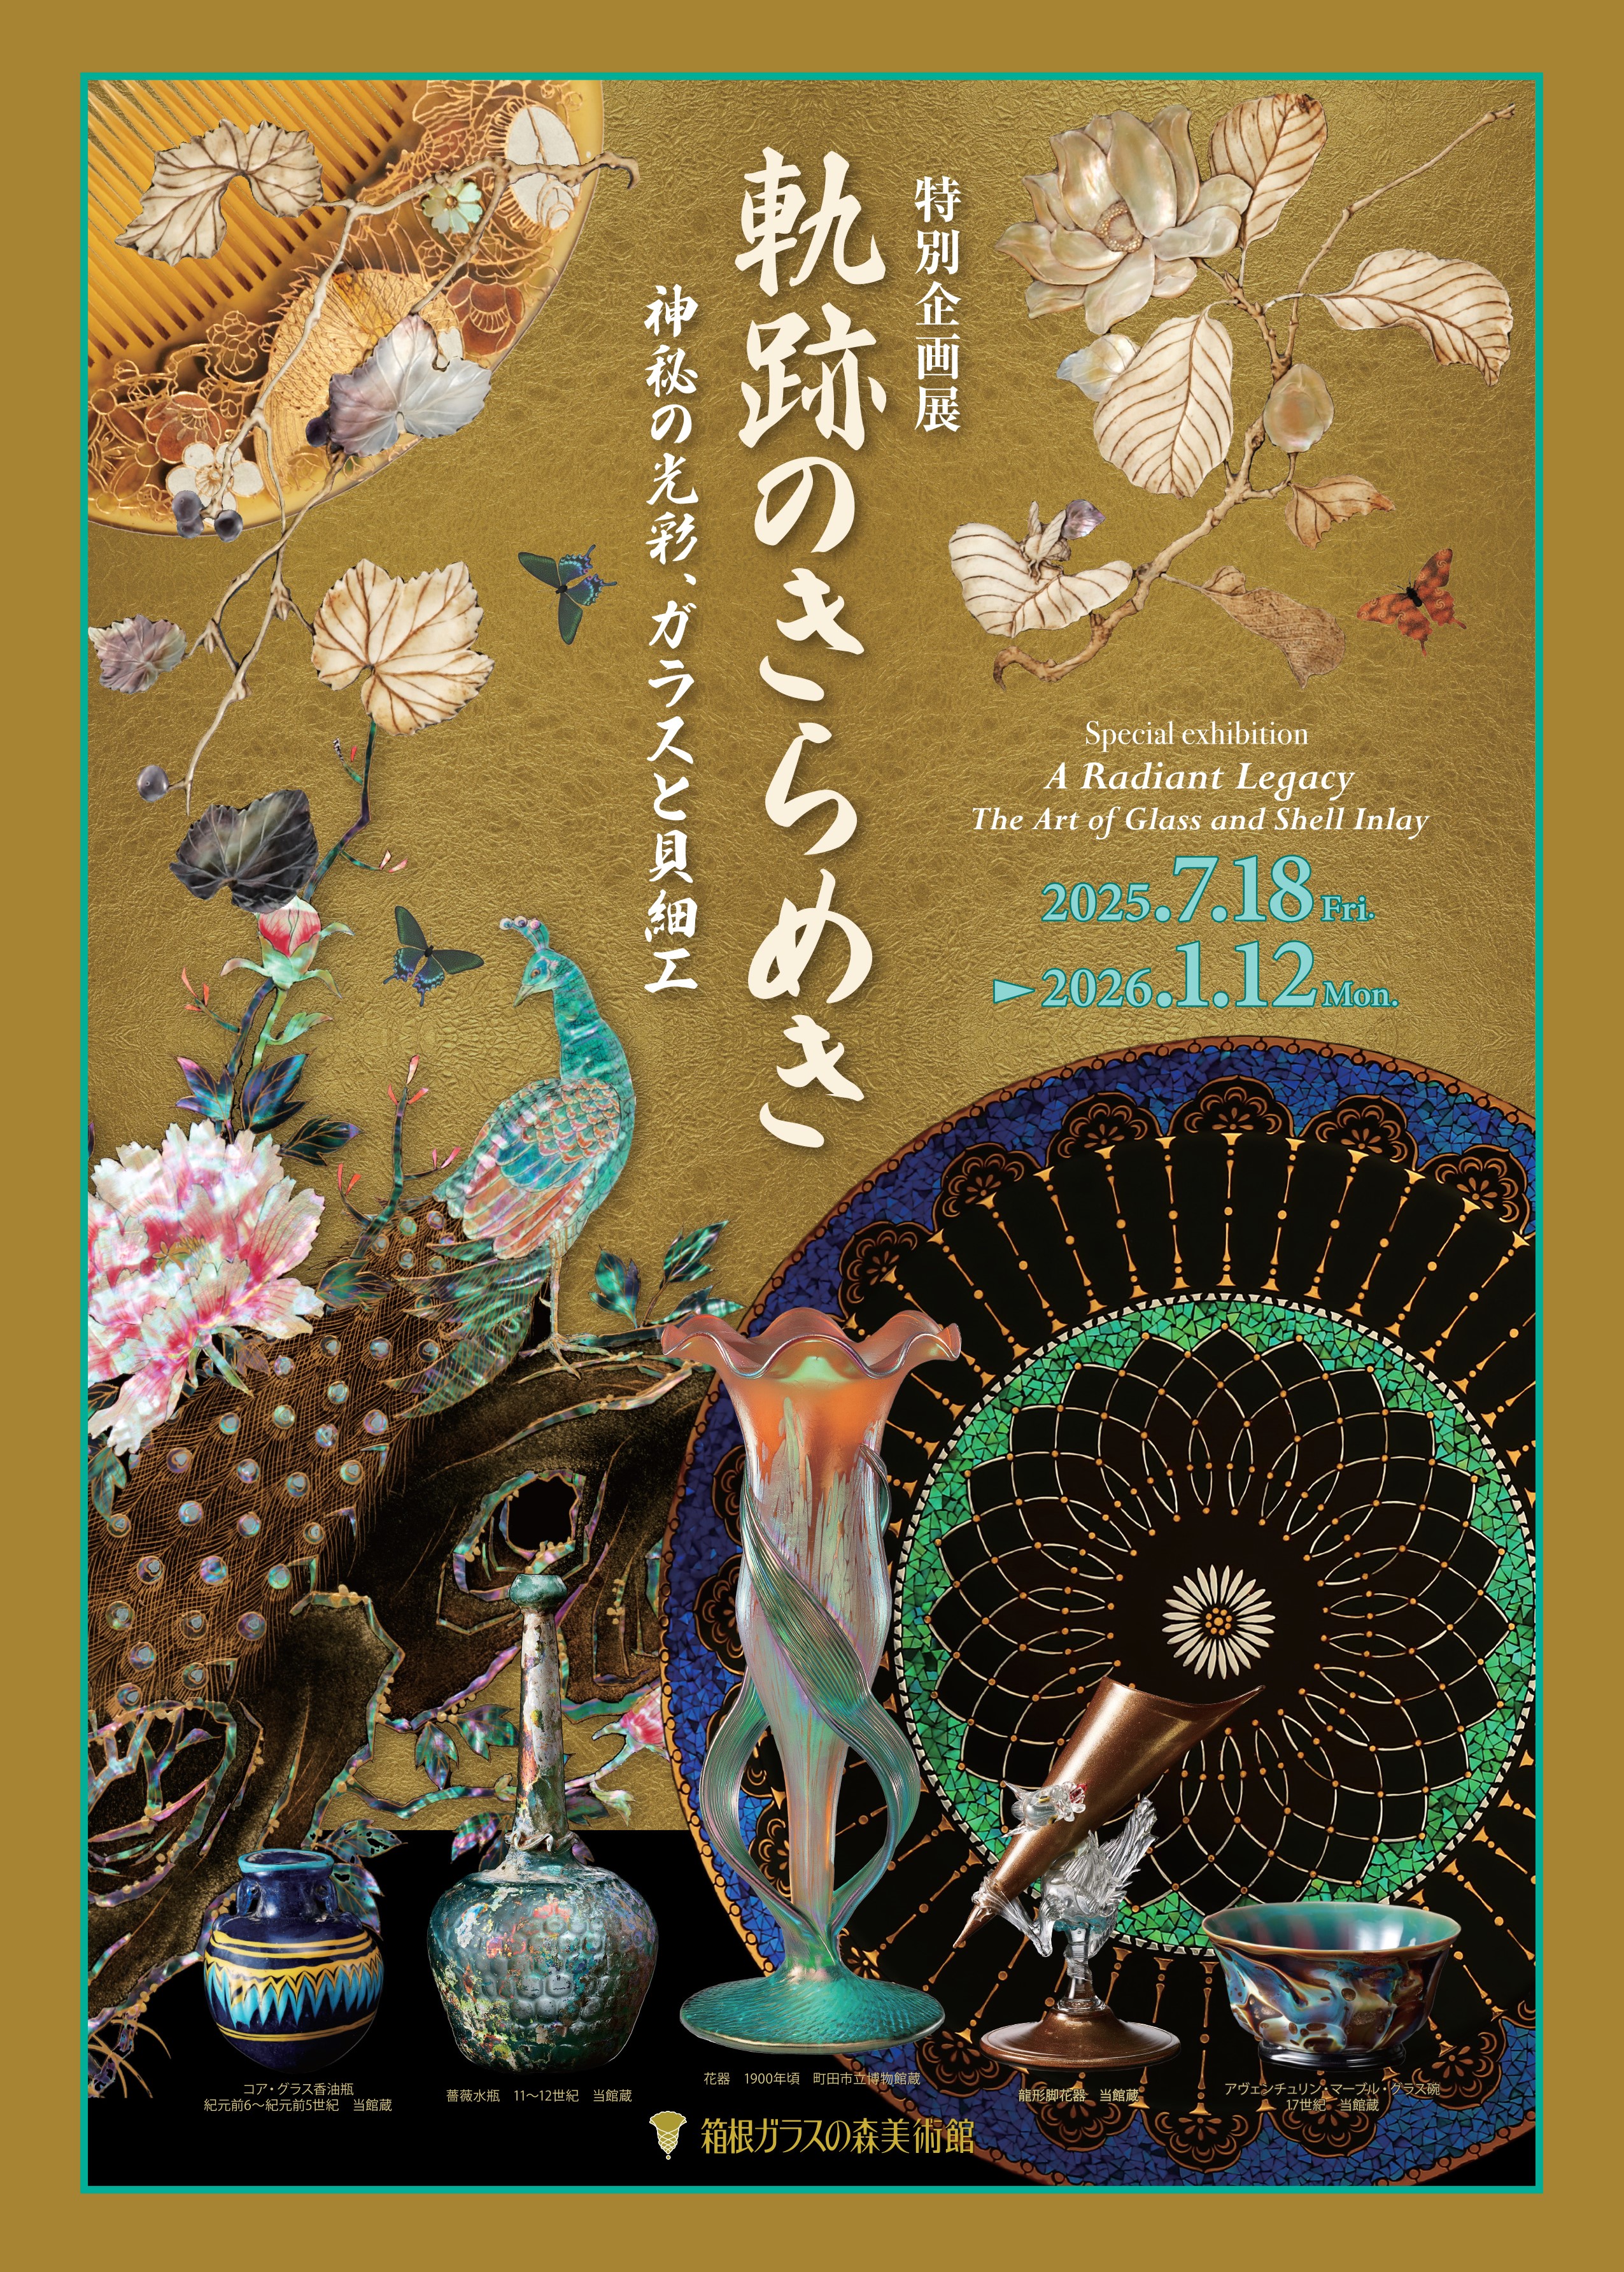 特別企画展
軌跡のきらめき
神秘の光彩、ガラスと貝細工
Special exhibition
A Radiant Legacy
The Art of Glass and Shell Inlay
2025.7.18 Fri.
►2026.1.12 Mon.
コア・グラス香油瓶
紀元前6〜紀元前5世紀 当館蔵
薔薇水瓶 11〜12世紀 当館蔵
花器 1900年頃 町田市立博物館蔵
龍形脚花器 当館蔵
アヴェンチュリン・マーブル・グラス碗
17世紀 当館蔵
箱根ガラスの森美術館